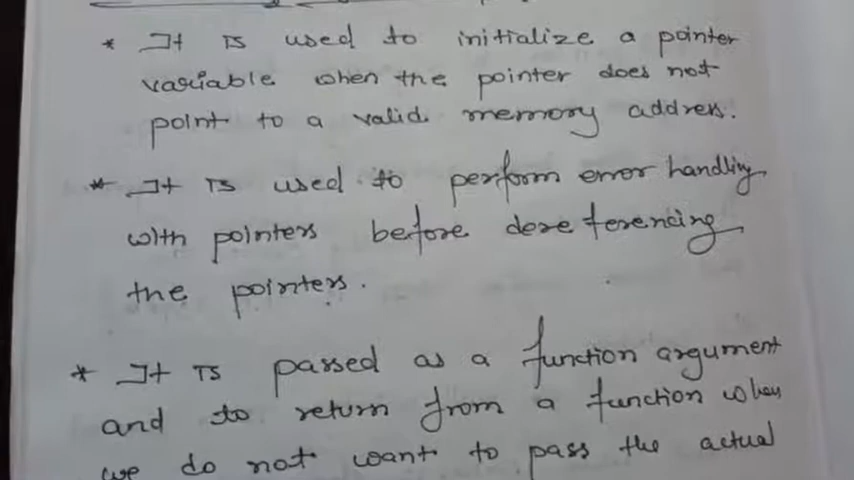 * It is used to initialize a pointer
variable when the pointer does not
point to a valid memory address.
* It is used to perform error handling
with pointers before dereferencing
the pointers.
* It is passed as a function argument
and to return from a function when
we do not want to pass the actual